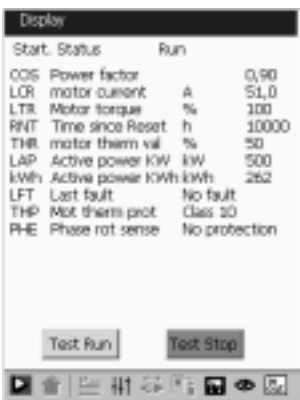 Display
Start. Status Run
COS Power factor 0,90
LCR motor current A 51,0
LTR Motor torque % 100
RNT Time since Reset h 10000
THR motor therm val % 50
LAP Active power KW kW 500
kWh Active power KWh kWh 262
LFT Last fault No fault
THP Mot therm prot Class 10
PHE Phase rot sense No protection
Test Run Test Stop